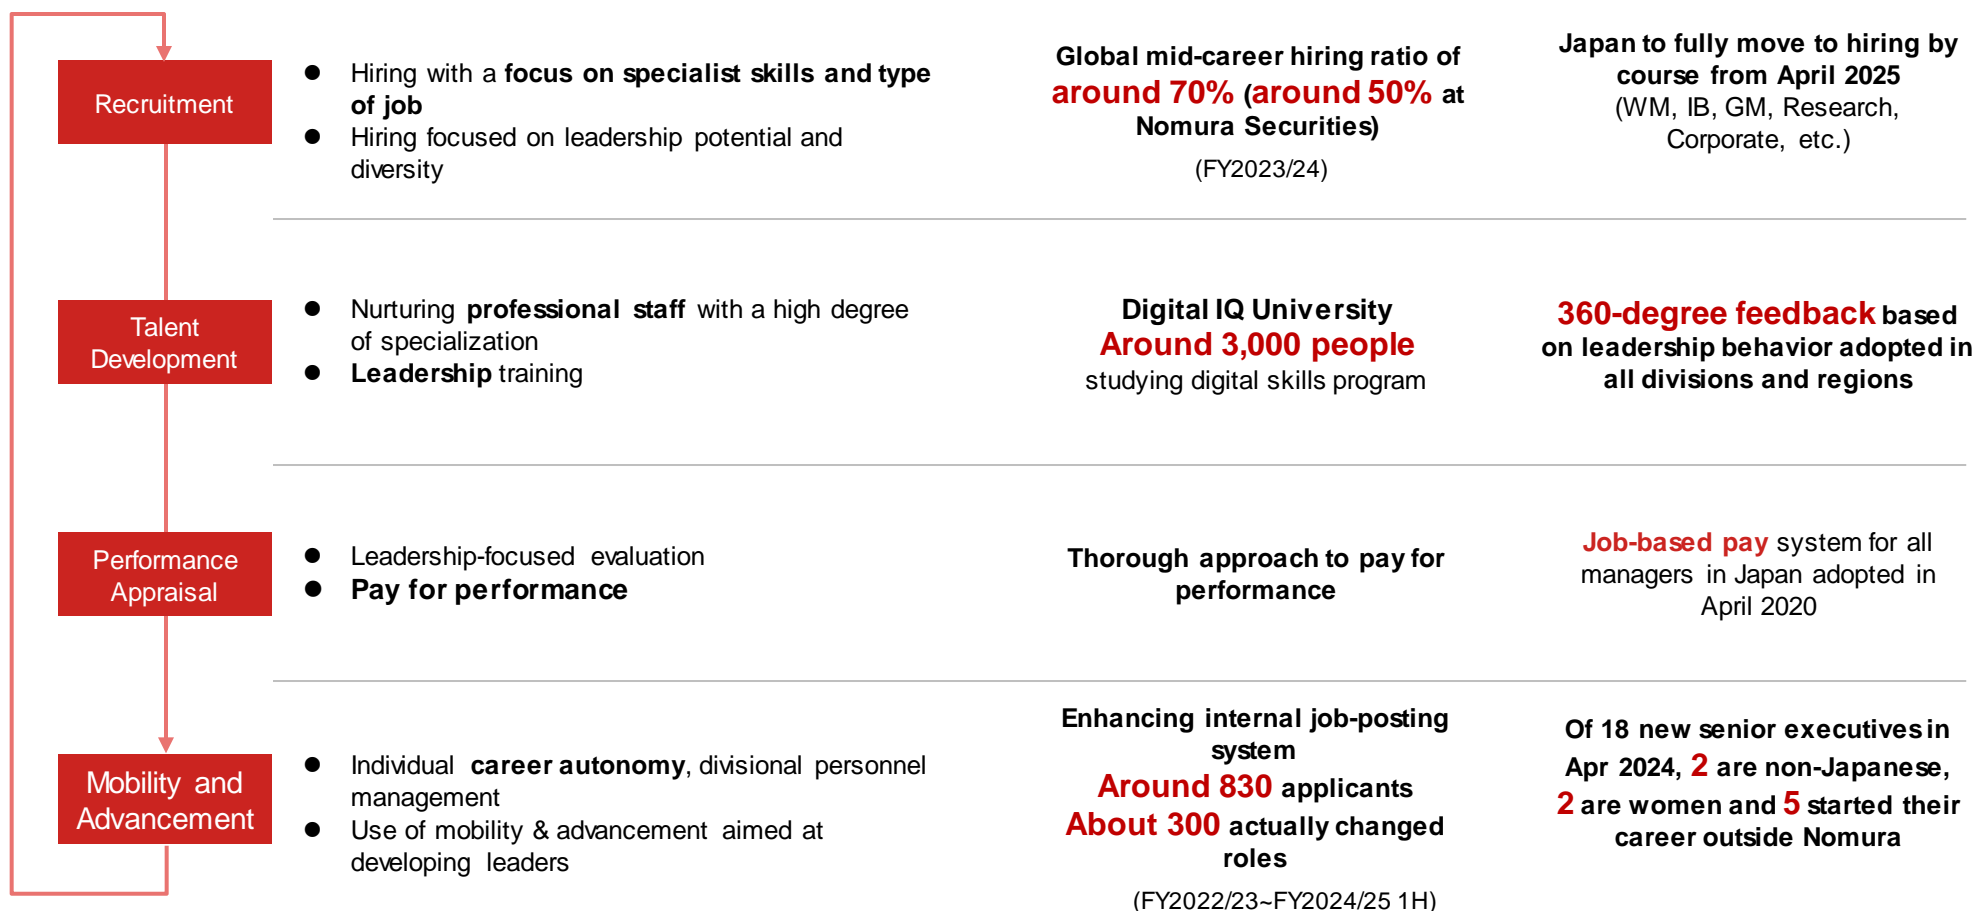 Recruitment
● Hiring with a focus on specialist skills and type
of job
● Hiring focused on leadership potential and
diversity
Global mid-career hiring ratio of
around 70% (around 50% at
Nomura Securities)
(FY2023/24)
Japan to fully move to hiring by
course from April 2025
(WM, IB, GM, Research,
Corporate, etc.)
Talent
Development
● Nurturing professional staff with a high degree
of specialization
● Leadership training
Digital IQ University
Around 3,000 people
studying digital skills program
360-degree feedback based
on leadership behavior adopted in
all divisions and regions
Performance
Appraisal
● Leadership-focused evaluation
● Pay for performance
Thorough approach to pay for
performance
Job-based pay system for all
managers in Japan adopted in
April 2020
Mobility and
Advancement
● Individual career autonomy, divisional personnel
management
● Use of mobility & advancement aimed at
developing leaders
Enhancing internal job-posting
system
Around 830 applicants
About 300 actually changed
roles
(FY2022/23~FY2024/25 1H)
Of 18 new senior executives in
Apr 2024, 2 are non-Japanese,
2 are women and 5 started their
career outside Nomura